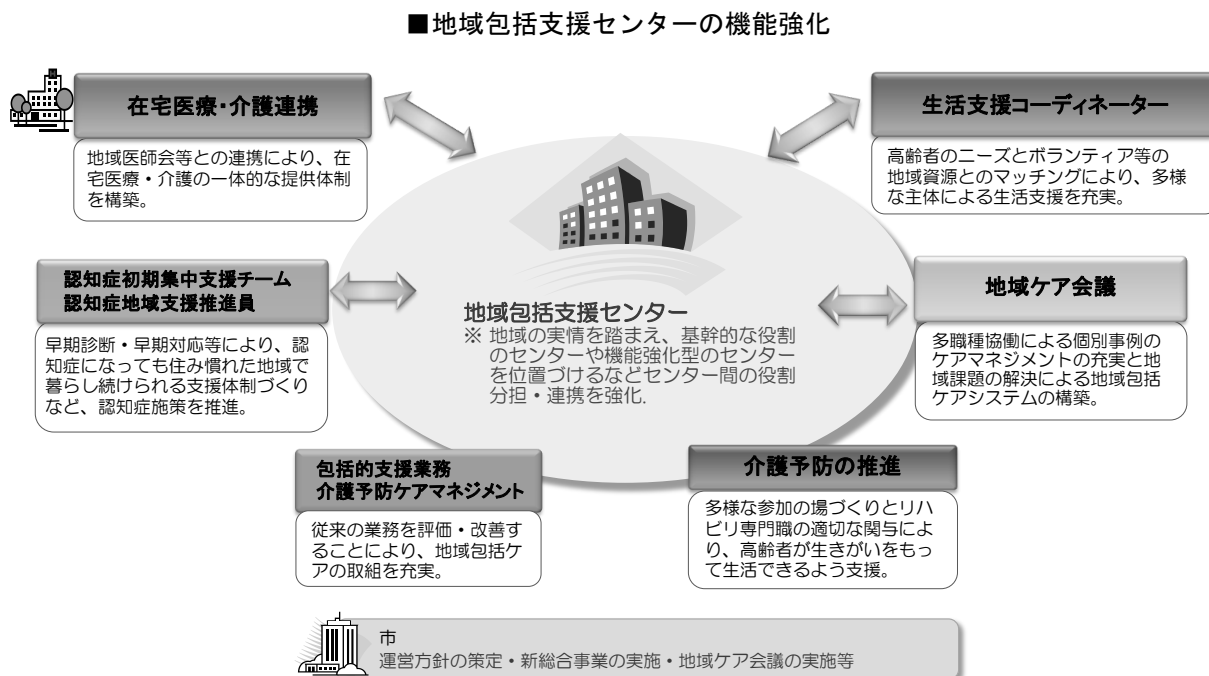 ■地域包括支援センターの機能強化
在宅医療・介護連携
地域医師会等との連携により、在
宅医療・介護の一体的な提供体制
を構築。
生活支援コーディネーター
高齢者のニーズとボランティア等の
地域資源とのマッチングにより、多様
な主体による生活支援を充実。
認知症初期集中支援チーム
認知症地域支援推進員
早期診断・早期対応等により、認
知症になっても住み慣れた地域で
暮らし続けられる支援体制づくり
など、認知症施策を推進。
地域包括支援センター
※ 地域の実情を踏まえ、基幹的な役割
のセンターや機能強化型のセンター
を位置づけるなどセンター間の役割
分担・連携を強化.
地域ケア会議
多職種協働による個別事例の
ケアマネジメントの充実と地
域課題の解決による地域包括
ケアシステムの構築。
包括的支援業務
介護予防ケアマネジメント
従来の業務を評価・改善す
ることにより、地域包括ケ
アの取組を充実。
介護予防の推進
多様な参加の場づくりとリハ
ビリ専門職の適切な関与によ
り、高齢者が生きがいをもっ
て生活できるよう支援。
市
運営方針の策定・新総合事業の実施・地域ケア会議の実施等